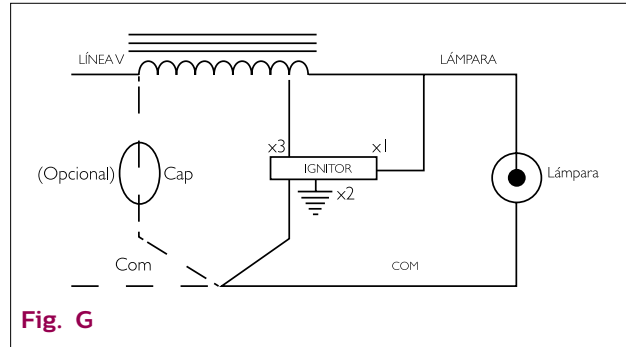 LÍNEA V
LÁMPARA
x3
x1
IGNITOR
x2
(Opcional)
Cap
Lámpara
Com
COM
Fig. G